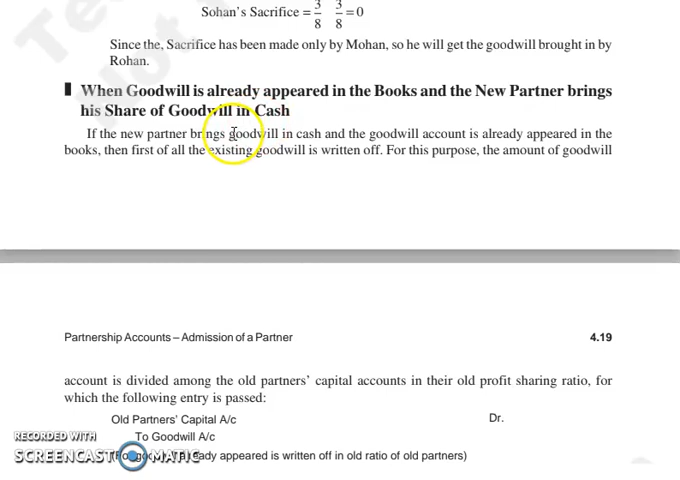 Sohan's Sacrifice = 3/8 3/8 = 0
Since the, Sacrifice has been made only by Mohan, so he will get the goodwill brought in by
Rohan.
When Goodwill is already appeared in the Books and the New Partner brings
his Share of Goodwill in Cash
If the new partner brings goodwill in cash and the goodwill account is already appeared in the
books, then first of all the existing goodwill is written off. For this purpose, the amount of goodwill
Partnership Accounts – Admission of a Partner 4.19
account is divided among the old partners' capital accounts in their old profit sharing ratio, for
which the following entry is passed:
Old Partners' Capital A/c Dr.
To Goodwill A/c
appeared is written off in old ratio of old partners)
RECORDED WITH
SCREENCAST MATIC